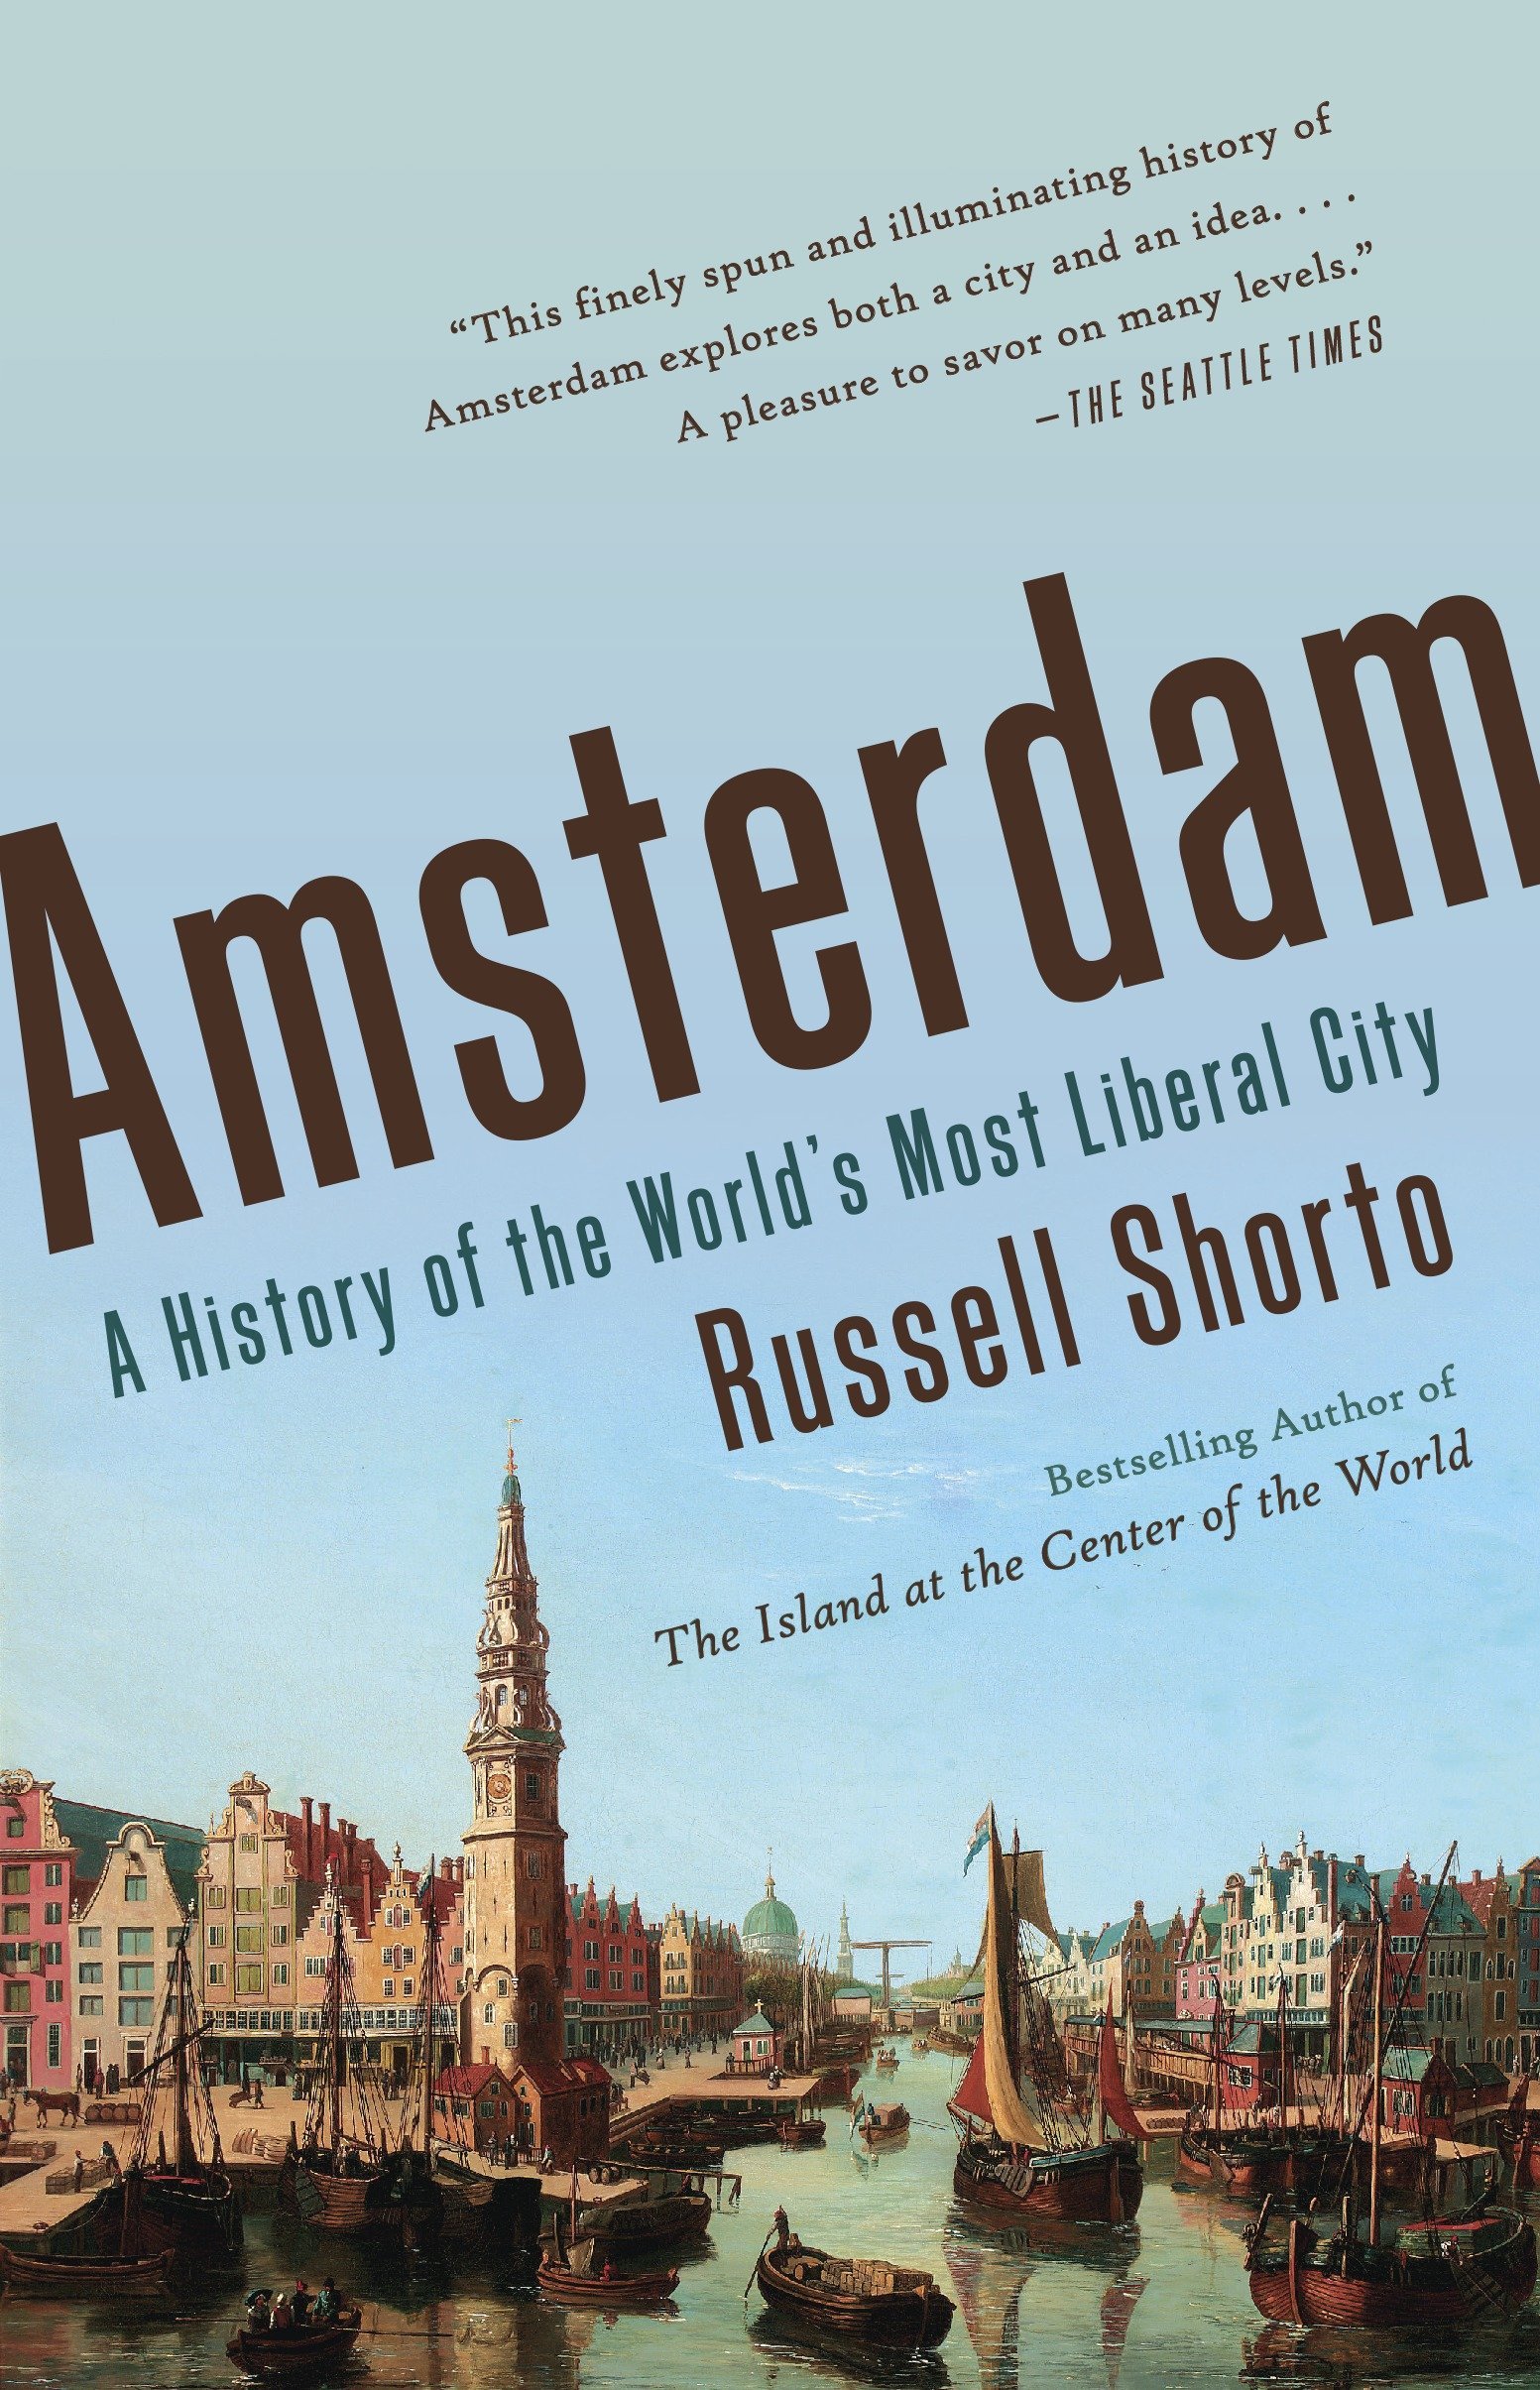 “This finely spun and illuminating history of
Amsterdam explores both a city and an idea. . . .
A pleasure to savor on many levels.”
—THE SEATTLE TIMES
Amsterdam
A History of the World’s Most Liberal City
Russell Shorto
Bestselling Author of
The Island at the Center of the World